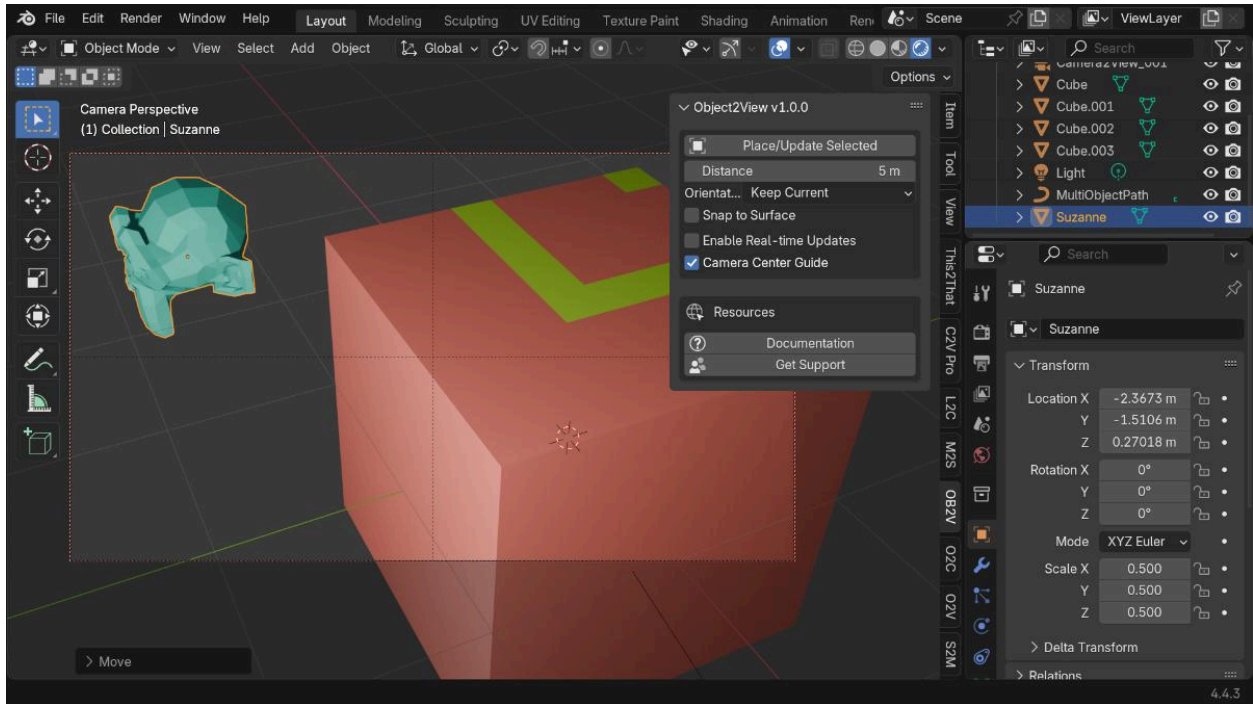 File Edit Render Window Help Layout Modeling Sculpting UV Editing Texture Paint Shading Animation Ren Scene ViewLayer
Object Mode View Select Add Object Global Search
Options
Camera Perspective
(1) Collection | Suzanne
Object2View v1.0.0
Place/Update Selected
Distance 5 m
Orientat... Keep Current
Snap to Surface
Enable Real-time Updates
Camera Center Guide
Resources
Documentation
Get Support
Move
Item
Tool
View
This2That
C2V Pro
L2C
M2S
OB2V
O2C
O2V
S2M
Camera2View_001
Cube
Cube.001
Cube.002
Cube.003
Light
MultiObjectPath
Suzanne
Search
Suzanne
Suzanne
Transform
Location X -2.3673 m
Y -1.5106 m
Z 0.27018 m
Rotation X 0°
Y 0°
Z 0°
Mode XYZ Euler
Scale X 0.500
Y 0.500
Z 0.500
Delta Transform
Relations
4.4.3